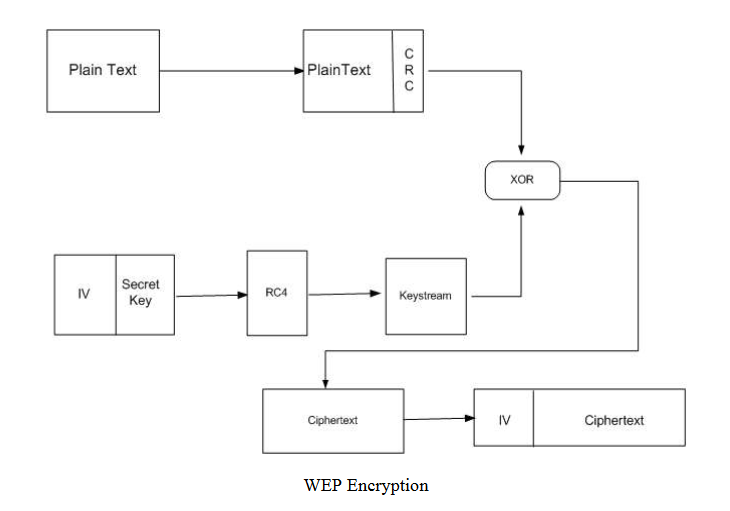 Plain Text
PlainText
C
R
C
XOR
IV
Secret
Key
RC4
Keystream
Ciphertext
IV
Ciphertext
WEP Encryption